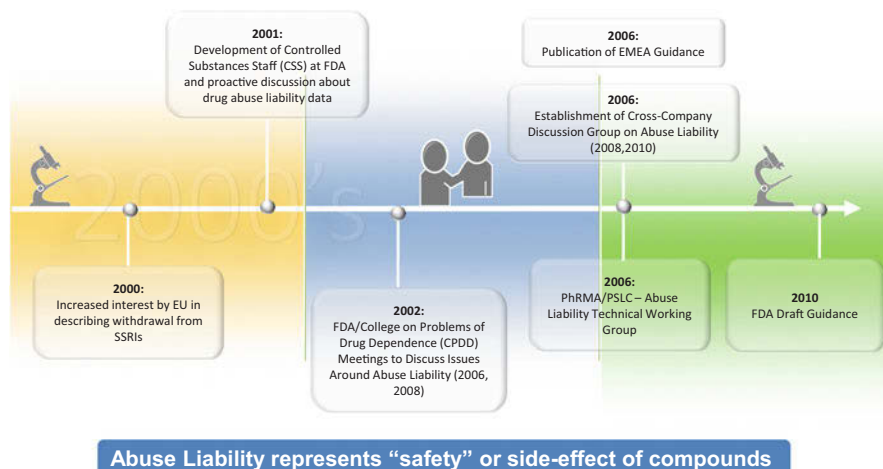 2001:
Development of Controlled
Substances Staff (CSS) at FDA
and proactive discussion about
drug abuse liability data
2006:
Publication of EMEA Guidance
2006:
Establishment of Cross-Company
Discussion Group on Abuse Liability
(2008,2010)
2000's
2000:
Increased interest by EU in
describing withdrawal from
SSRIs
2002:
FDA/College on Problems of
Drug Dependence (CPDD)
Meetings to Discuss Issues
Around Abuse Liability (2006,
2008)
2006:
PhRMA/PSLC – Abuse
Liability Technical Working
Group
2010
FDA Draft Guidance
Abuse Liability represents “safety” or side-effect of compounds